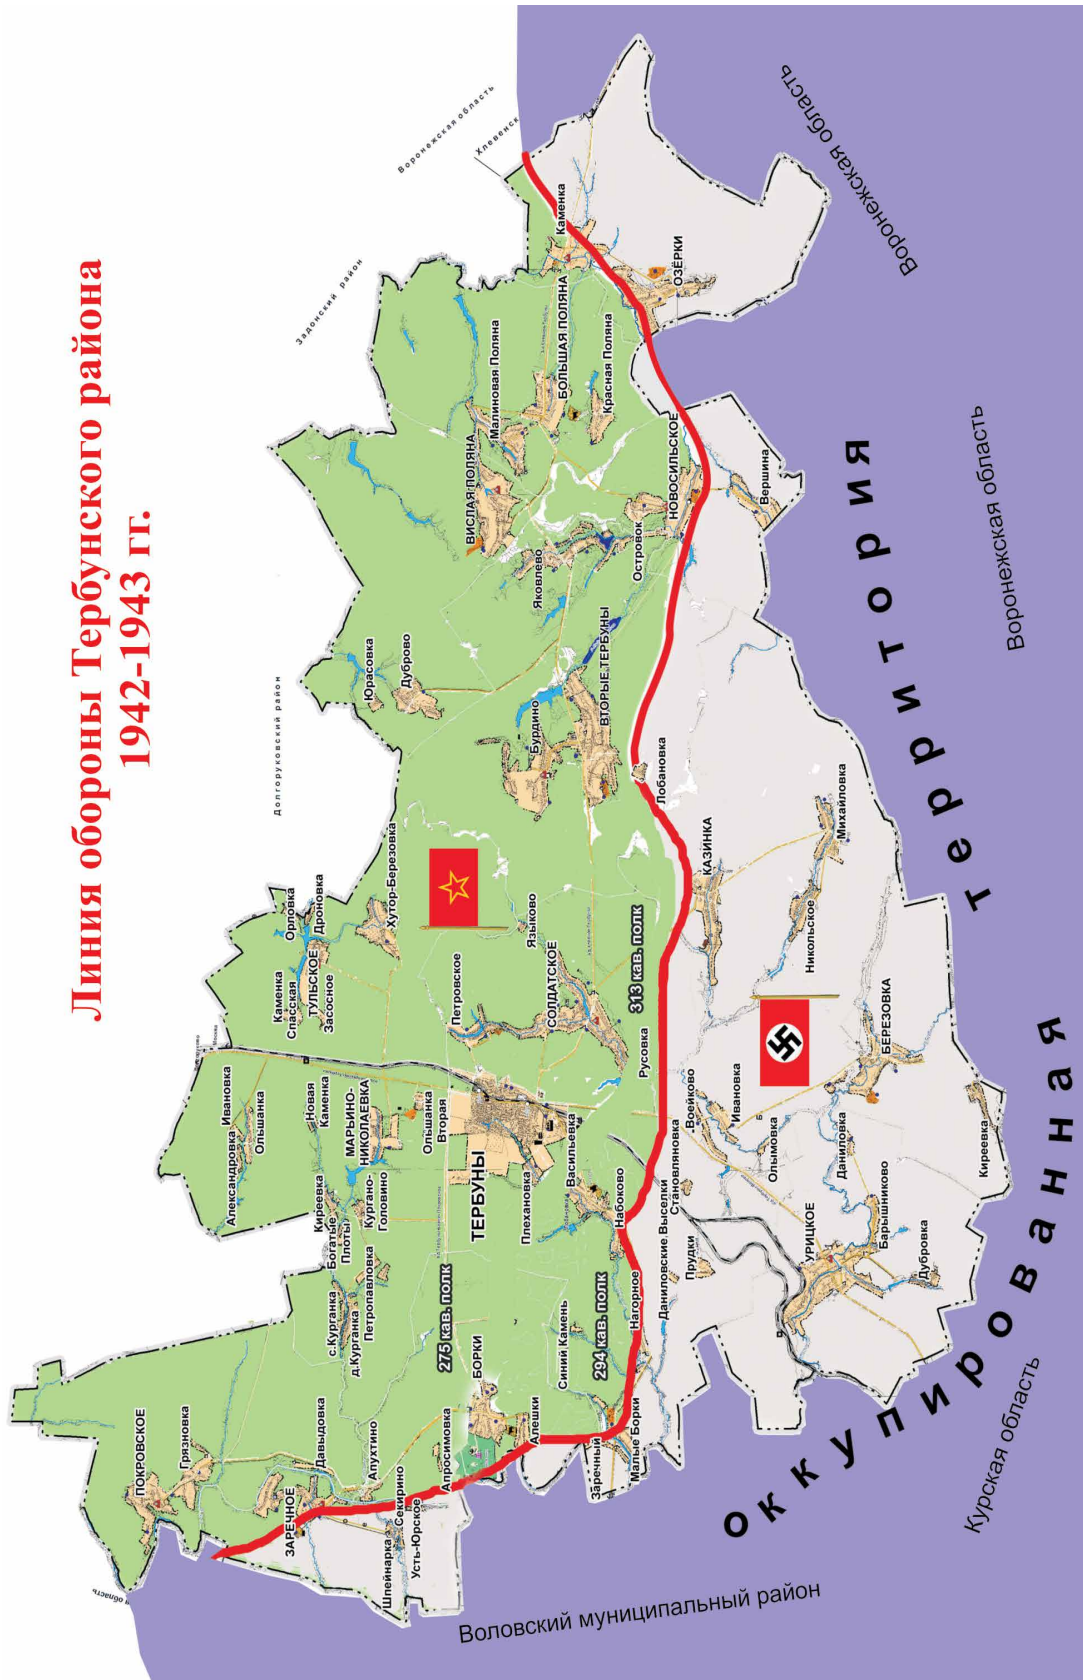 Линия обороны Тербунского района
1942-1943 гг.
Воронежская область
Хлевенск
Задонский район
Долгоруковский район
Воронежская область
Воронежская область
Курская область
Воловский муниципальный район
я область
оккупированная территория
ПОКРОВСКОЕ
Грязновка
ЗАРЕЧНОЕ
Давыдовка
Апухтино
Секирино
Шпейнарка
Усть-Юрское
Апросимовка
БОРКИ
Алешки
275 кав. полк
с.Курганка
д.Курганка
Петропавловка
Богатые
Плоты
Киреевка
Кургано-
Головино
МАРЬИНО-
НИКОЛАЕВКА
Новая
Каменка
Александровка
Ольшанка
Ивановка
Ольшанка
Вторая
ТЕРБУНЫ
Плехановка
Васильевка
Набоково
Синий Камень
294 кав. полк
Нагорное
Заречный
Малые Борки
Даниловские Выселки
Становляновка
Прудки
Каменка
Спасская
ТУЛЬСКОЕ
Засосное
Орловка
Дроновка
Хутор-Березовка
Петровское
Языково
СОЛДАТСКОЕ
Русовка
313 кав. полк
Юрасовка
Дуброво
Бурдино
ВТОРЫЕ ТЕРБУНЫ
Лобановка
ВИСЛАЯ ПОЛЯНА
Малиновая Поляна
БОЛЬШАЯ ПОЛЯНА
Красная Поляна
Каменка
ОЗЁРКИ
Яковлево
Островок
НОВОСИЛЬСКОЕ
Вершина
КАЗИНКА
Михайловка
Никольское
БЕРЕЗОВКА
Воейково
Ивановка
Олымовка
Даниловка
Барышниково
УРИЦКОЕ
Дубровка
Киреевка